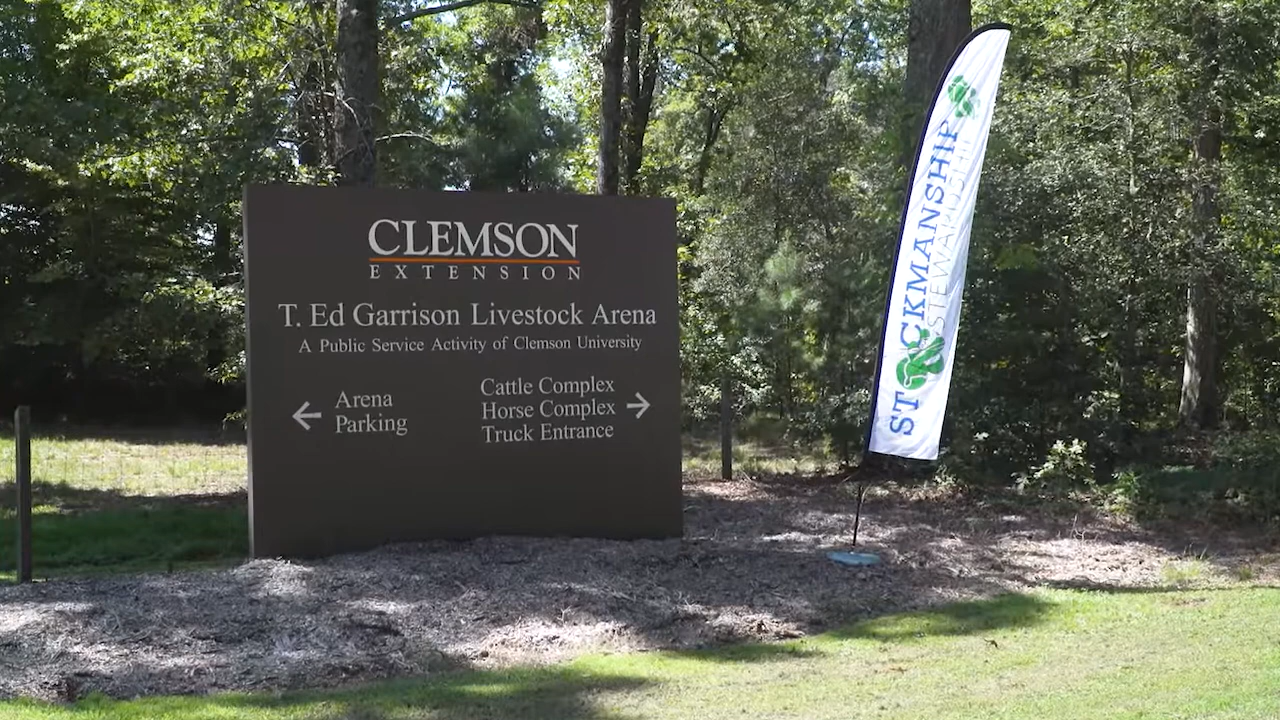 CLEMSON
EXTENSION
T. Ed Garrison Livestock Arena
A Public Service Activity of Clemson University
← Arena
Parking
Cattle Complex
Horse Complex →
Truck Entrance
STOCKMANSHIP
STEWARDSHIP